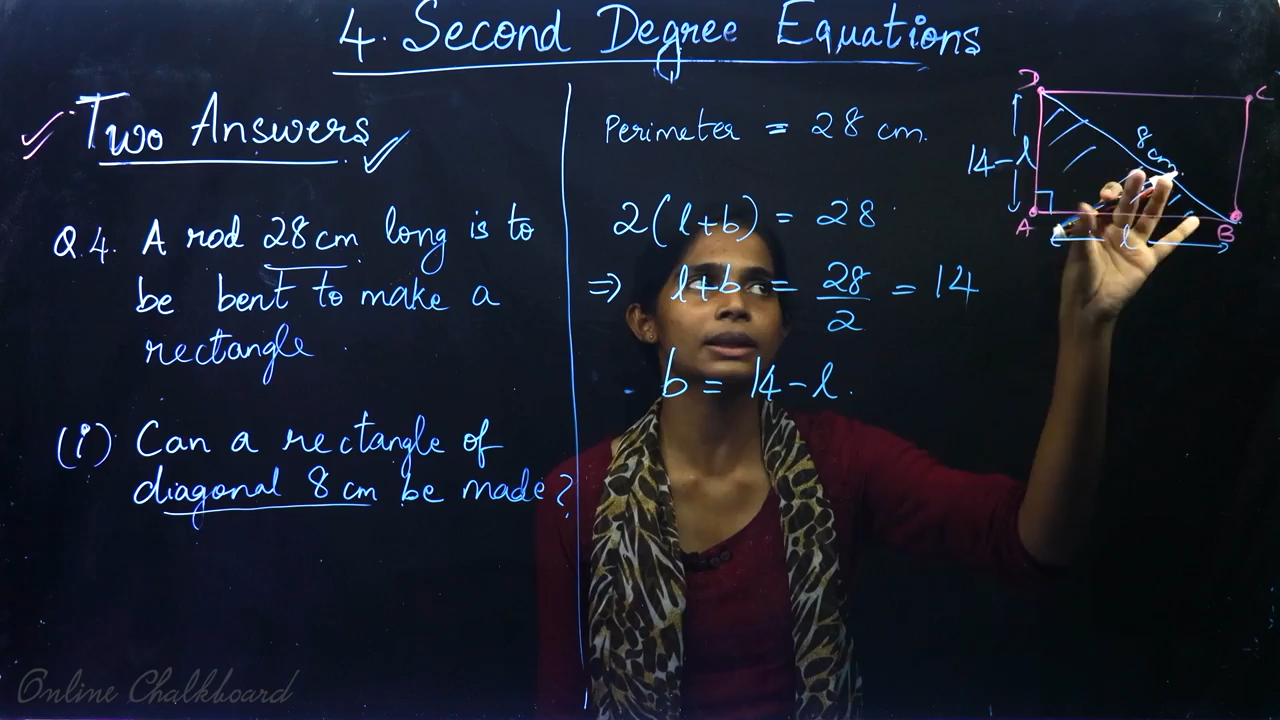 4. Second Degree Equations
Two Answers
Q.4. A rod 28 cm long is to
be bent to make a
rectangle.
(i) Can a rectangle of
diagonal 8 cm be made?
Perimeter = 28 cm.
2(l+b) = 28
⇒ l+b = 28/2 = 14
b = 14-l.
D
C
14-l
8 cm
A
B
l
Online Chalkboard